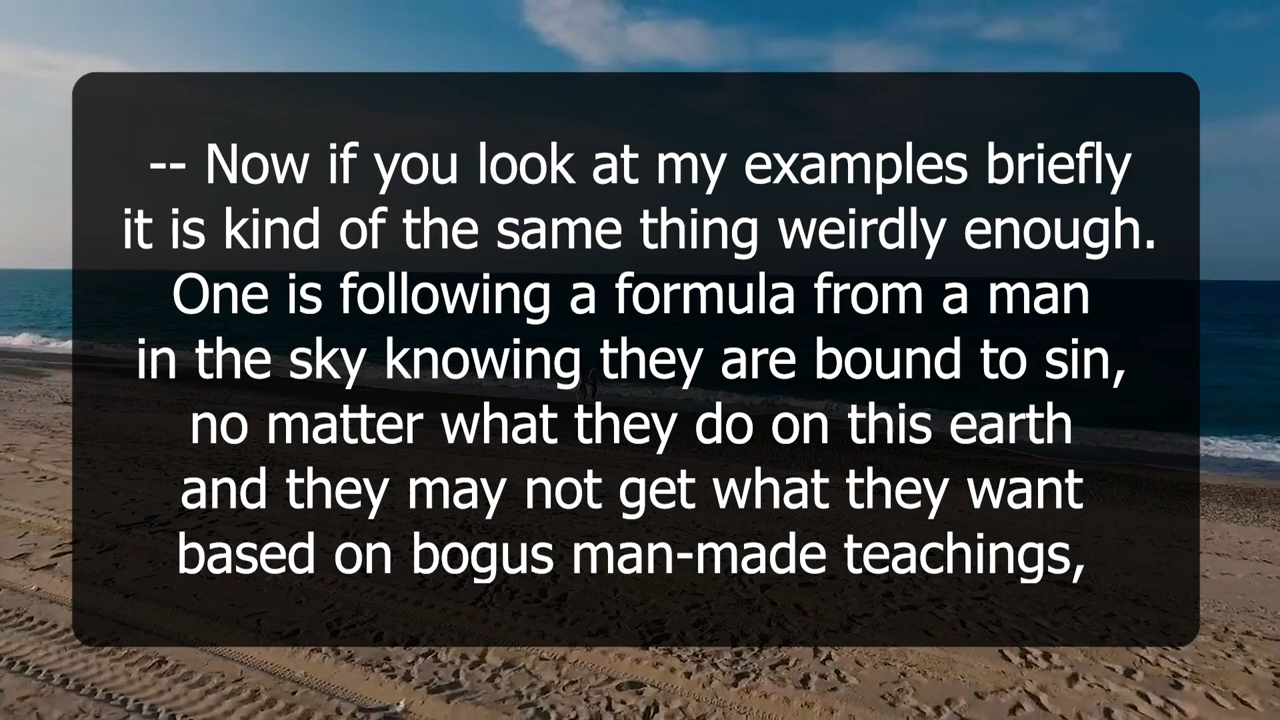 -- Now if you look at my examples briefly
it is kind of the same thing weirdly enough.
One is following a formula from a man
in the sky knowing they are bound to sin,
no matter what they do on this earth
and they may not get what they want
based on bogus man-made teachings,